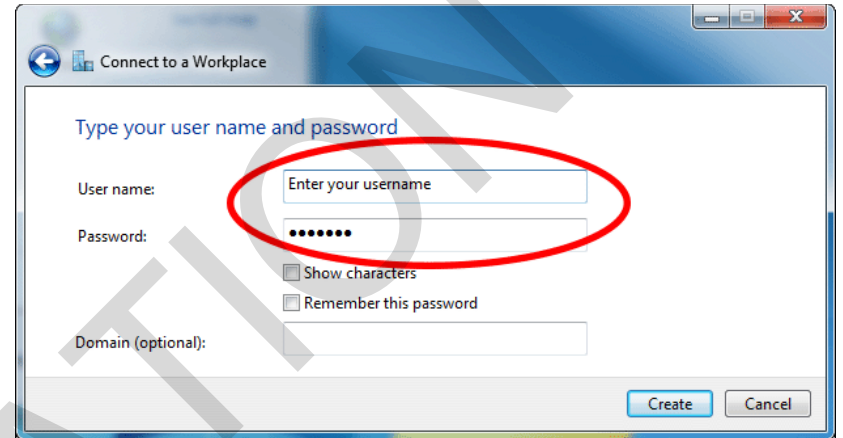 Connect to a Workplace
Type your user name and password
User name:
Enter your username
Password:
•••••••
Show characters
Remember this password
Domain (optional):
Create
Cancel
ATION